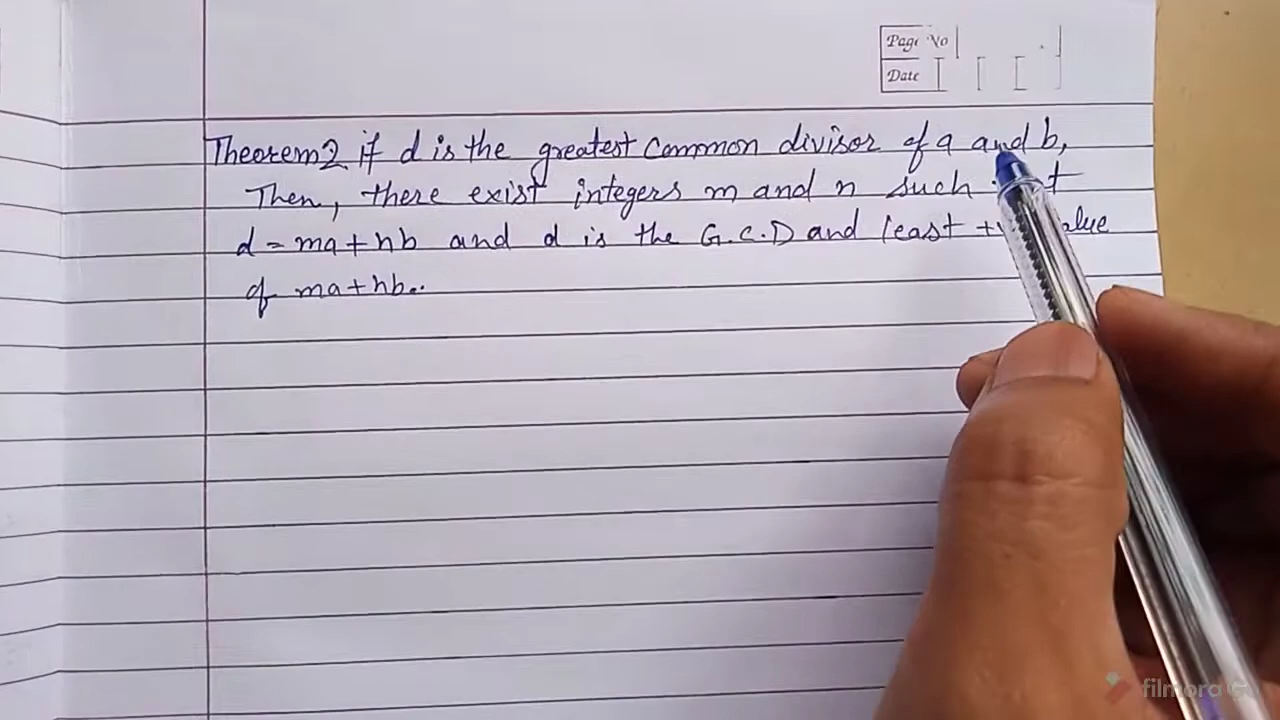 Page No
Date
Theorem 2 if d is the greatest common divisor of a and b,
Then, there exist integers m and n such
d = ma + nb and d is the G.C.D and least
of ma + nb..
filmora